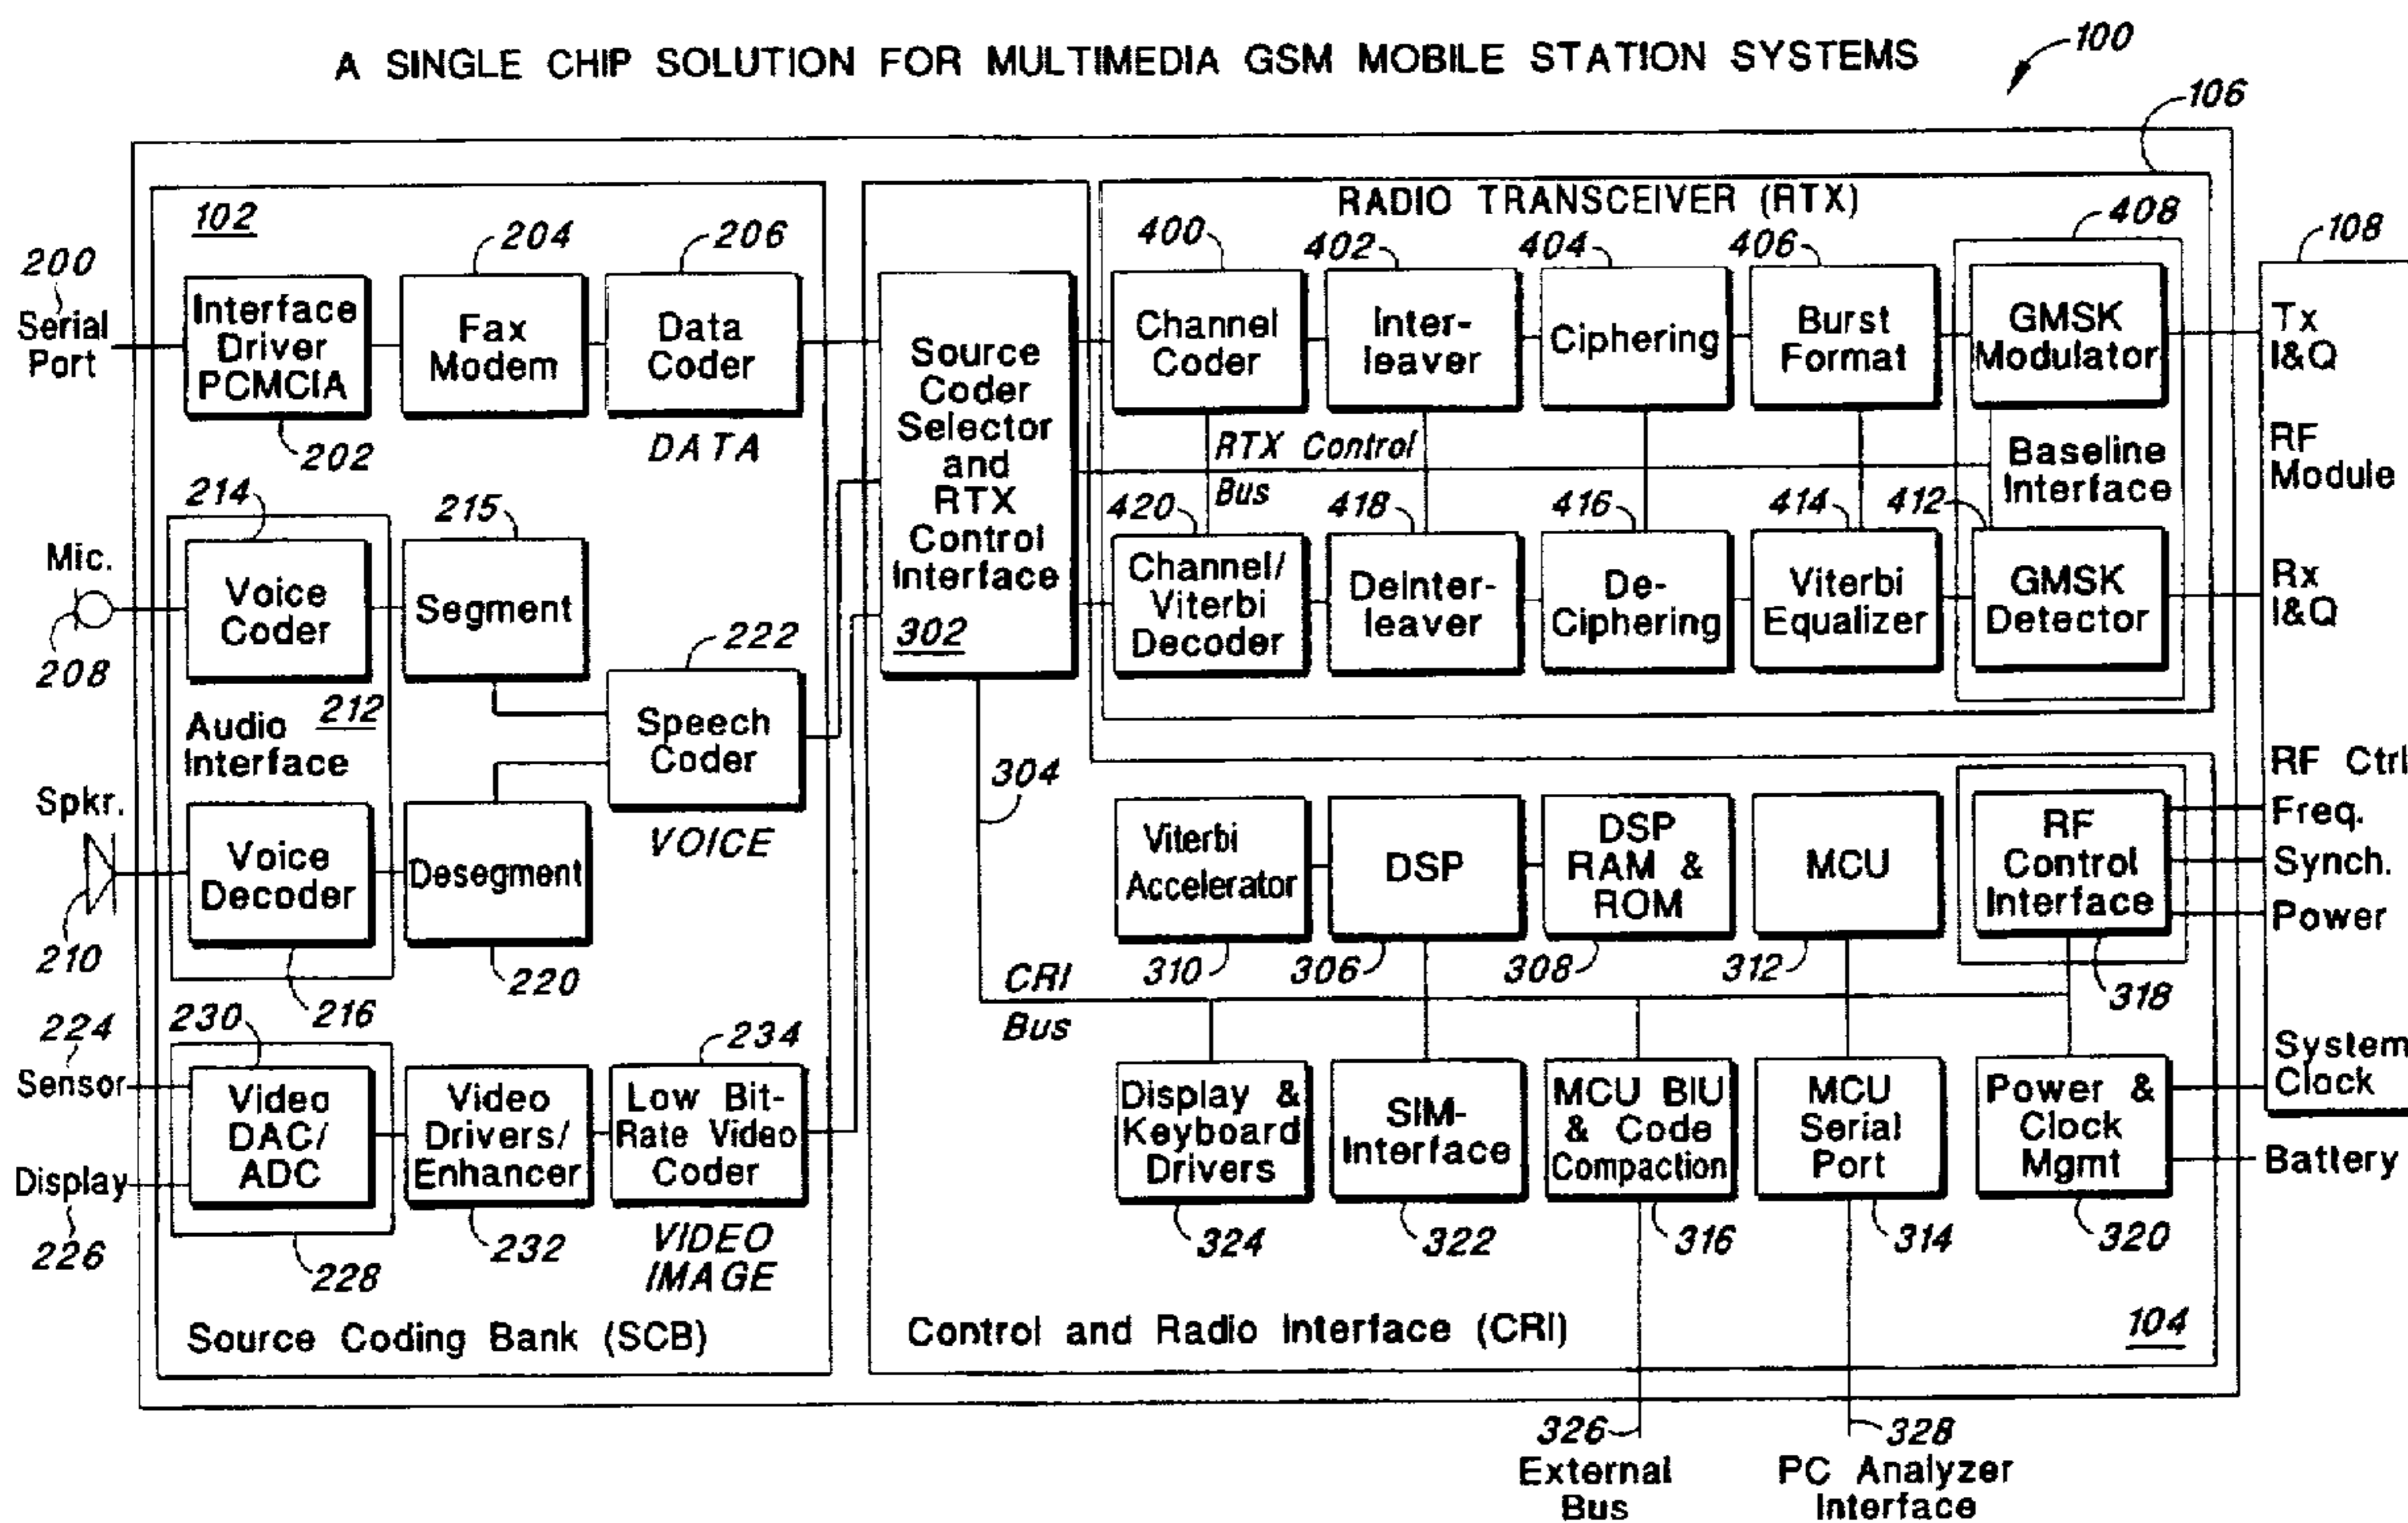 A SINGLE CHIP SOLUTION FOR MULTIMEDIA GSM MOBILE STATION SYSTEMS
100
106
102
200
Serial
Port
Interface
Driver
PCMCIA
202
204
Fax
Modem
206
Data
Coder
DATA
214
Mic.
208
Voice
Coder
215
Segment
212
Audio
Interface
222
Speech
Coder
VOICE
Spkr.
210
Voice
Decoder
216
Desegment
220
224
Sensor
Display
226
230
Video
DAC/
ADC
228
Video
Drivers/
Enhancer
232
234
Low Bit-
Rate Video
Coder
VIDEO
IMAGE
Source Coding Bank (SCB)
Source
Coder
Selector
and
RTX
Control
Interface
302
RADIO TRANSCEIVER (RTX)
400
Channel
Coder
402
Inter-
leaver
404
Ciphering
406
Burst
Format
408
GMSK
Modulator
RTX Control
Bus
Baseline
Interface
420
Channel/
Viterbi
Decoder
418
Deinter-
leaver
416
De-
Ciphering
414
Viterbi
Equalizer
412
GMSK
Detector
108
Tx
I&Q
RF
Module
Rx
I&Q
RF Ctrl
Freq.
Synch.
Power
System
Clock
Battery
304
Viterbi
Accelerator
310
DSP
306
DSP
RAM &
ROM
308
MCU
312
RF
Control
Interface
318
CRI
Bus
Display &
Keyboard
Drivers
324
SIM-
Interface
322
MCU BIU
& Code
Compaction
316
MCU
Serial
Port
314
Power &
Clock
Mgmt
320
Control and Radio Interface (CRI)
104
326
External
Bus
328
PC Analyzer
Interface